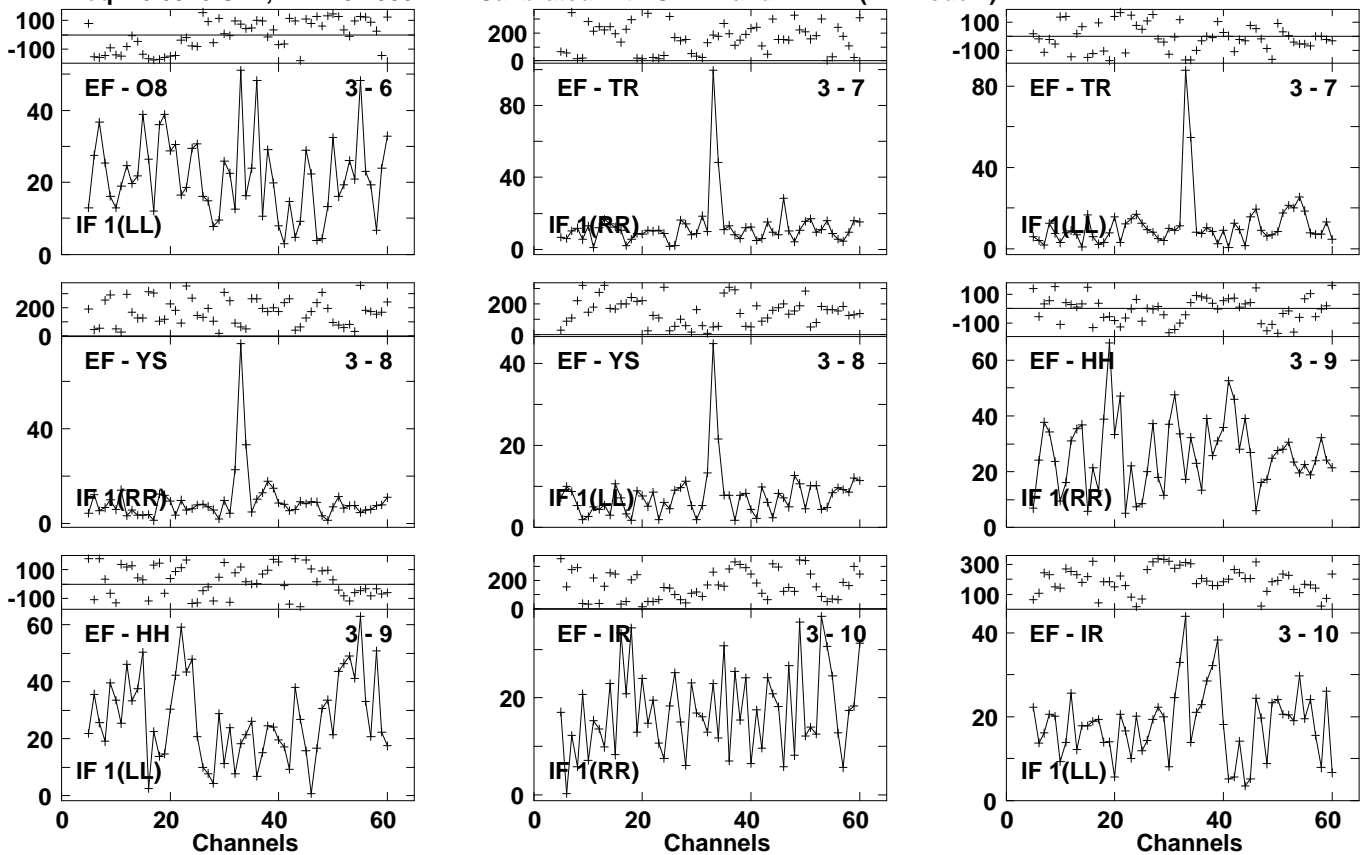 100
-100
EF - O8 3 - 6
40
20
0
IF 1(LL)
200
0
EF - TR 3 - 7
80
40
0
IF 1(RR)
100
-100
EF - TR 3 - 7
80
40
0
IF 1(LL)
200
0
EF - YS 3 - 8
40
0
IF 1(RR)
200
0
EF - YS 3 - 8
40
20
0
IF 1(LL)
100
-100
EF - HH 3 - 9
60
40
20
0
IF 1(RR)
100
-100
EF - HH 3 - 9
60
40
20
0
IF 1(LL)
0 20 40 60
Channels
200
0
EF - IR 3 - 10
20
0
IF 1(RR)
0 20 40 60
Channels
300
100
EF - IR 3 - 10
40
20
0
IF 1(LL)
0 20 40 60
Channels